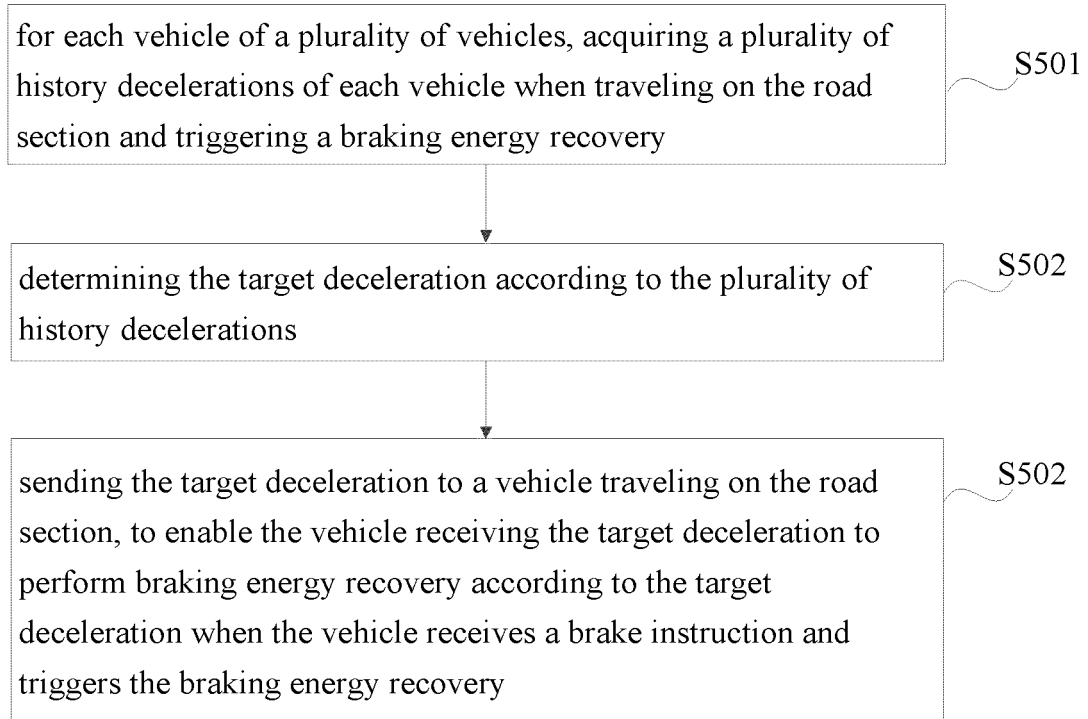 for each vehicle of a plurality of vehicles, acquiring a plurality of
history decelerations of each vehicle when traveling on the road
section and triggering a braking energy recovery
S501
determining the target deceleration according to the plurality of
history decelerations
S502
sending the target deceleration to a vehicle traveling on the road
section, to enable the vehicle receiving the target deceleration to
perform braking energy recovery according to the target
deceleration when the vehicle receives a brake instruction and
triggers the braking energy recovery
S502